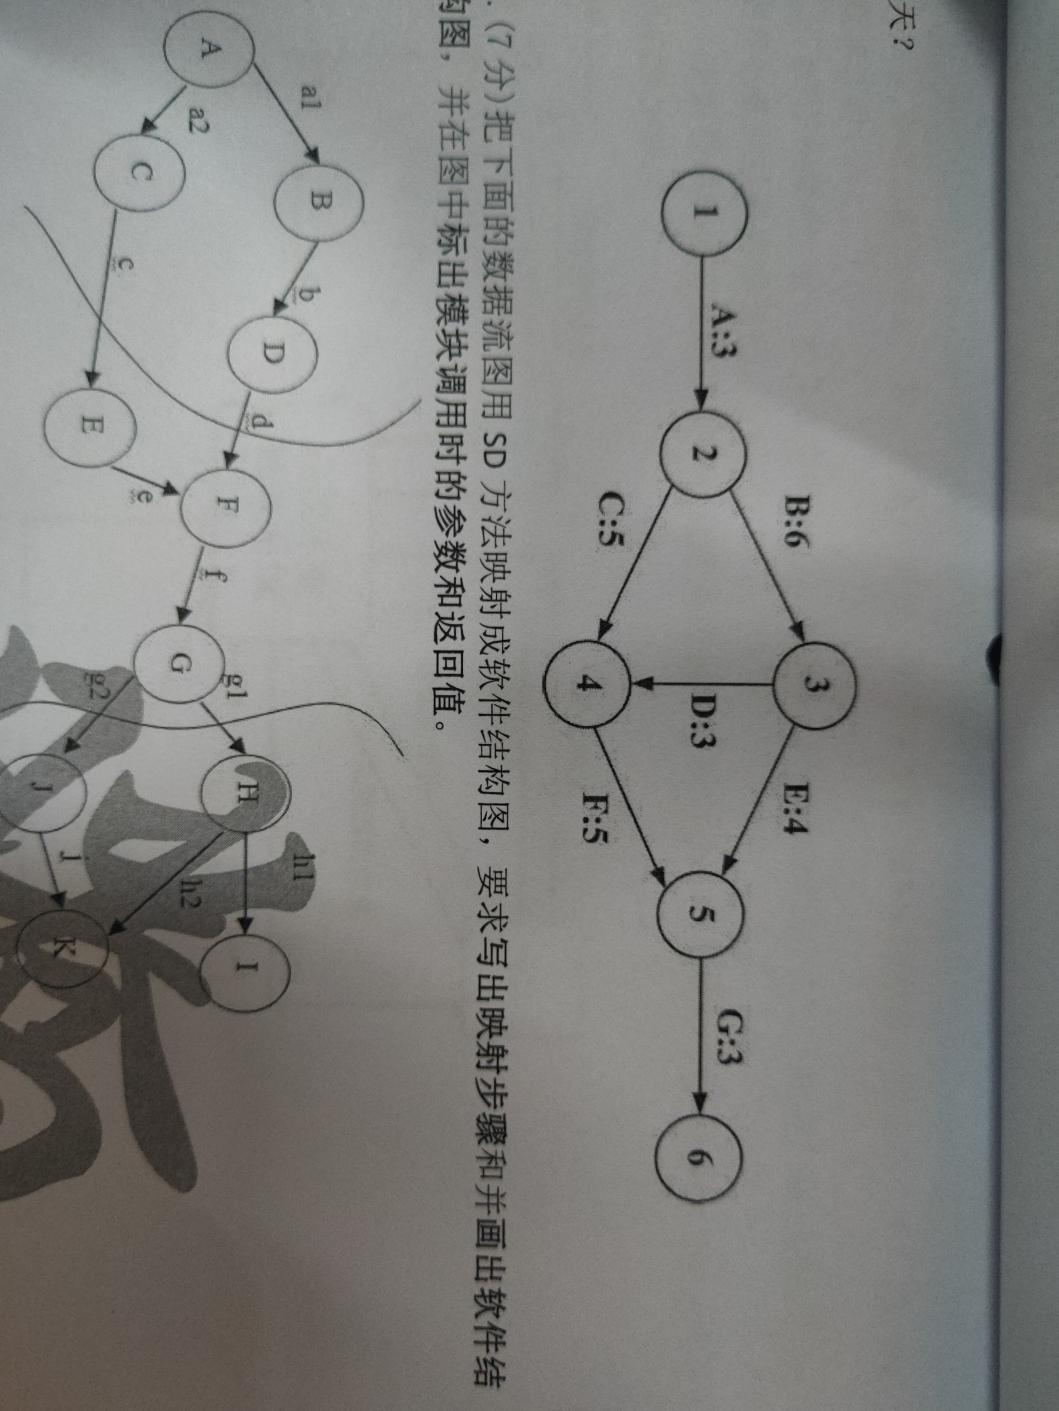 天？
1
A:3
2
B:6
C:5
3
D:3
4
E:4
F:5
5
G:3
6
.(7 分)把下面的数据流图用 SD 方法映射成软件结构图，要求写出映射步骤和并画出软件结
构图，并在图中标出模块调用时的参数和返回值。
A
a1
a2
B
C
b
c
D
E
d
e
F
f
G
g1
g2
H
J
h1
h2
j
I
K